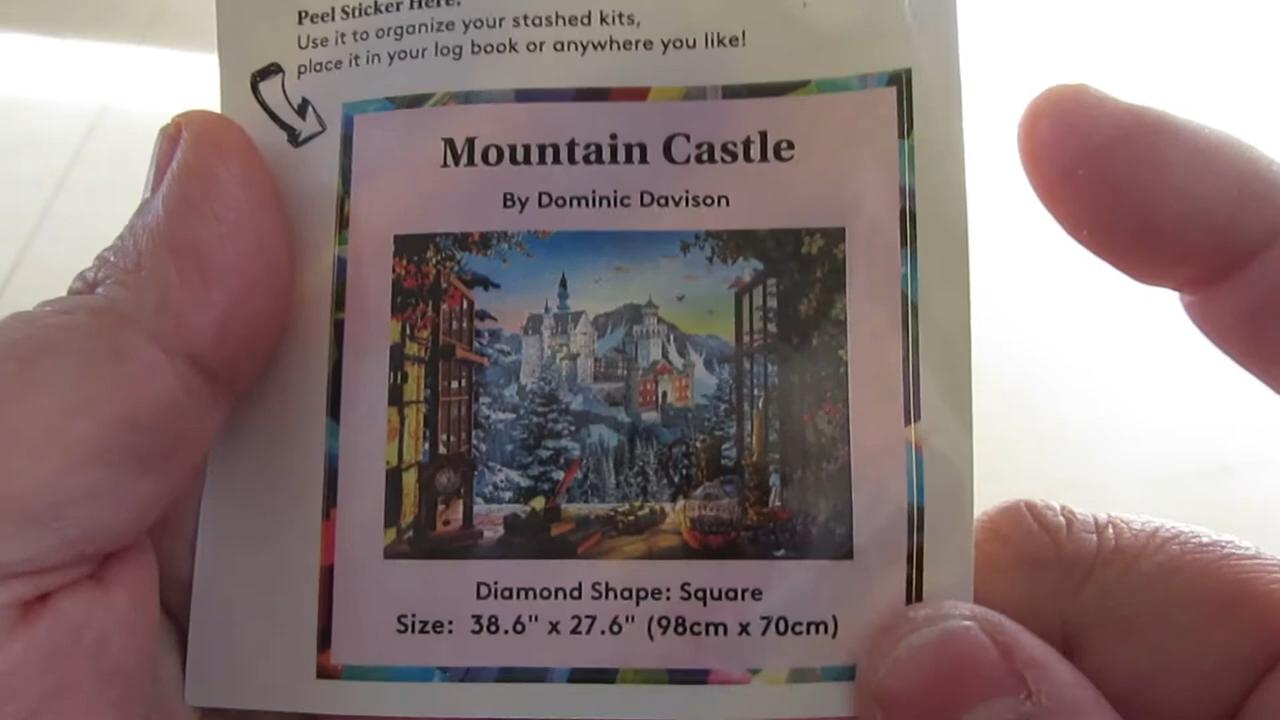 Peel Sticker Here:
Use it to organize your stashed kits,
place it in your log book or anywhere you like!
Mountain Castle
By Dominic Davison
Diamond Shape: Square
Size: 38.6" x 27.6" (98cm x 70cm)